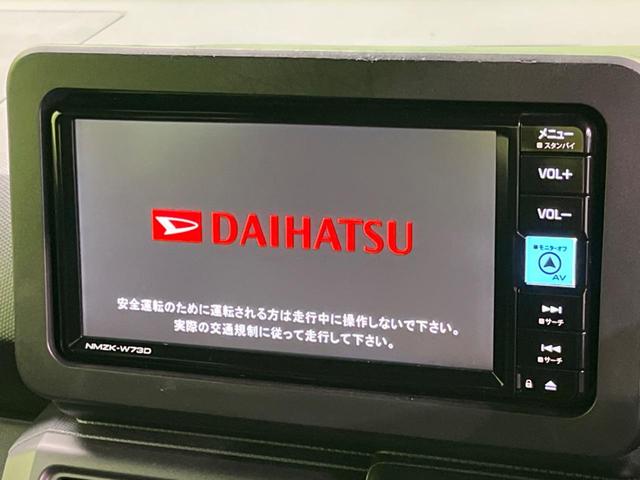 DAIHATSU
安全運転のために運転される方は走行中に操作しないで下さい。
実際の交通規制に従って走行して下さい。
NMZK-W73D
メニュー
スタンバイ
VOL+
VOL-
モニターオフ
AV
サーチ
サーチ